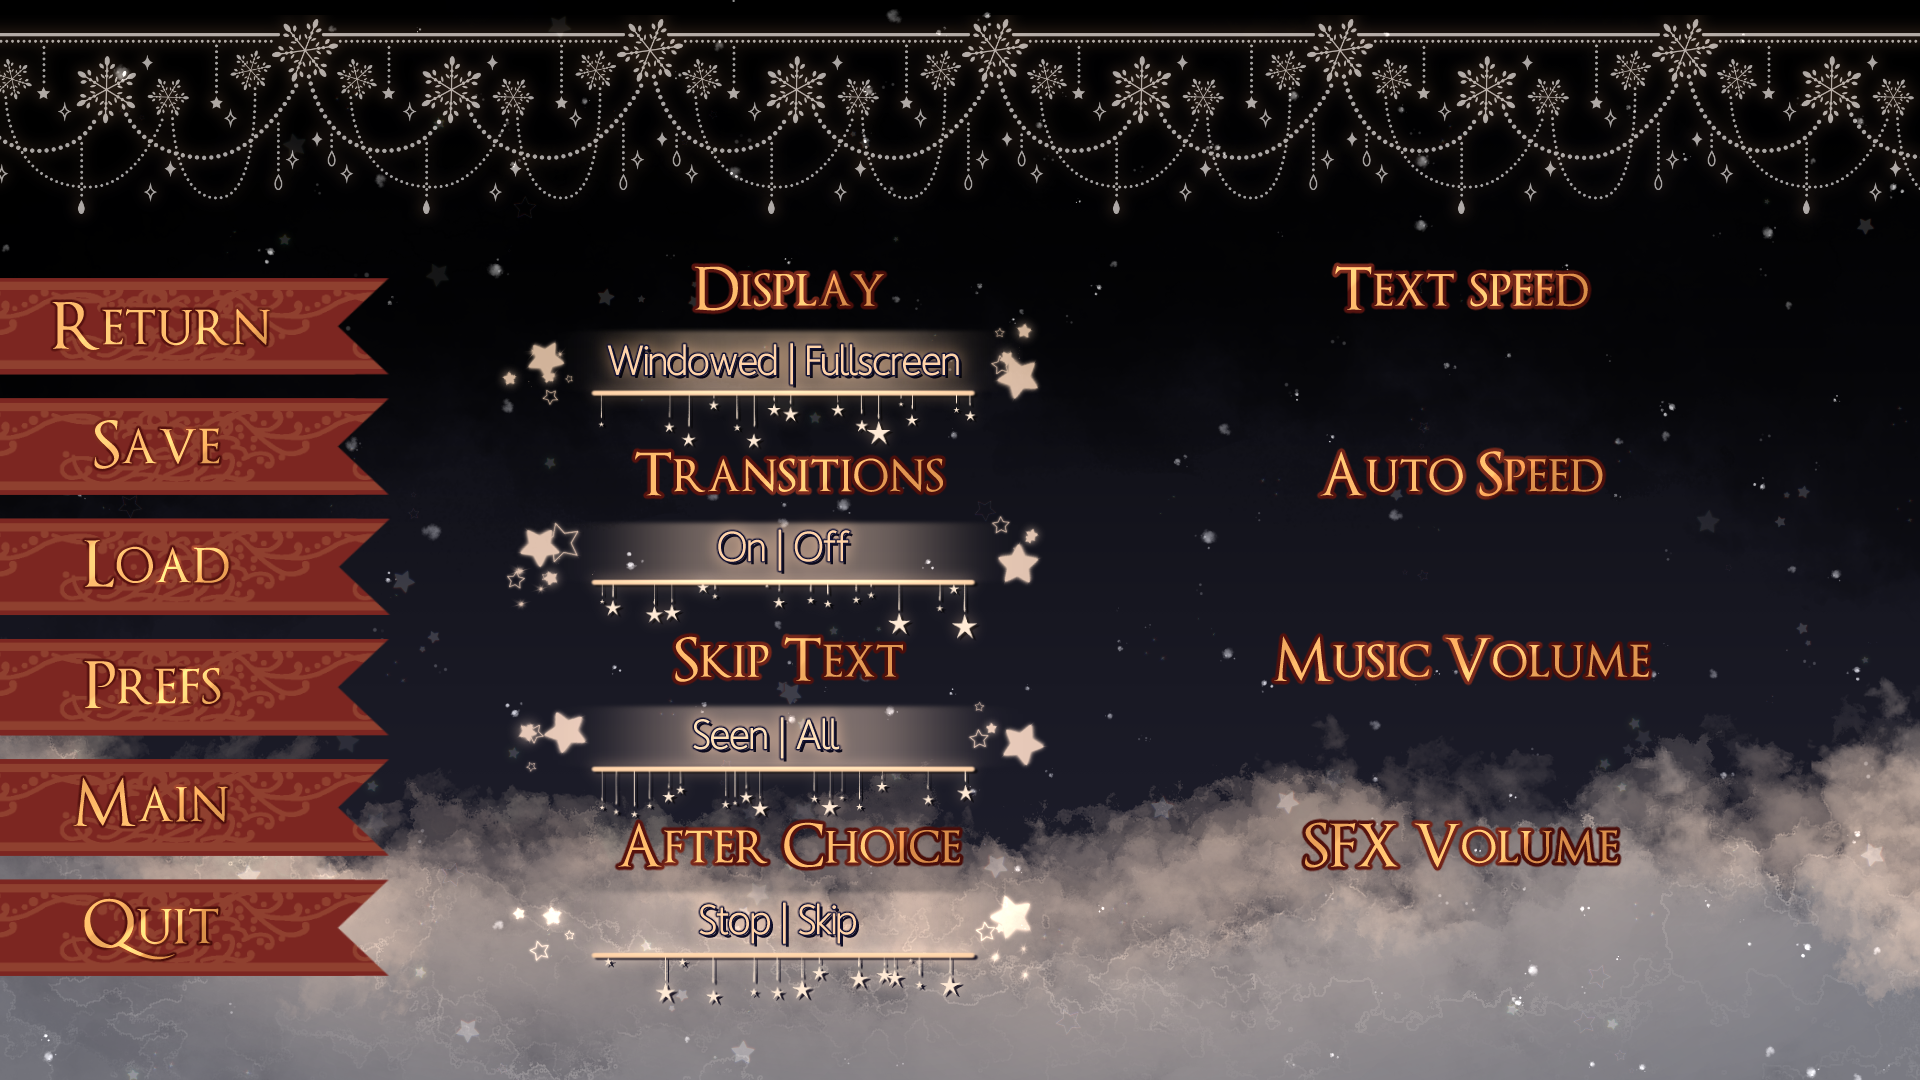 Return
Save
Load
Prefs
Main
Quit
Display
Windowed | Fullscreen
Transitions
On | Off
Skip Text
Seen | All
After Choice
Stop | Skip
Text speed
Auto Speed
Music Volume
SFX Volume